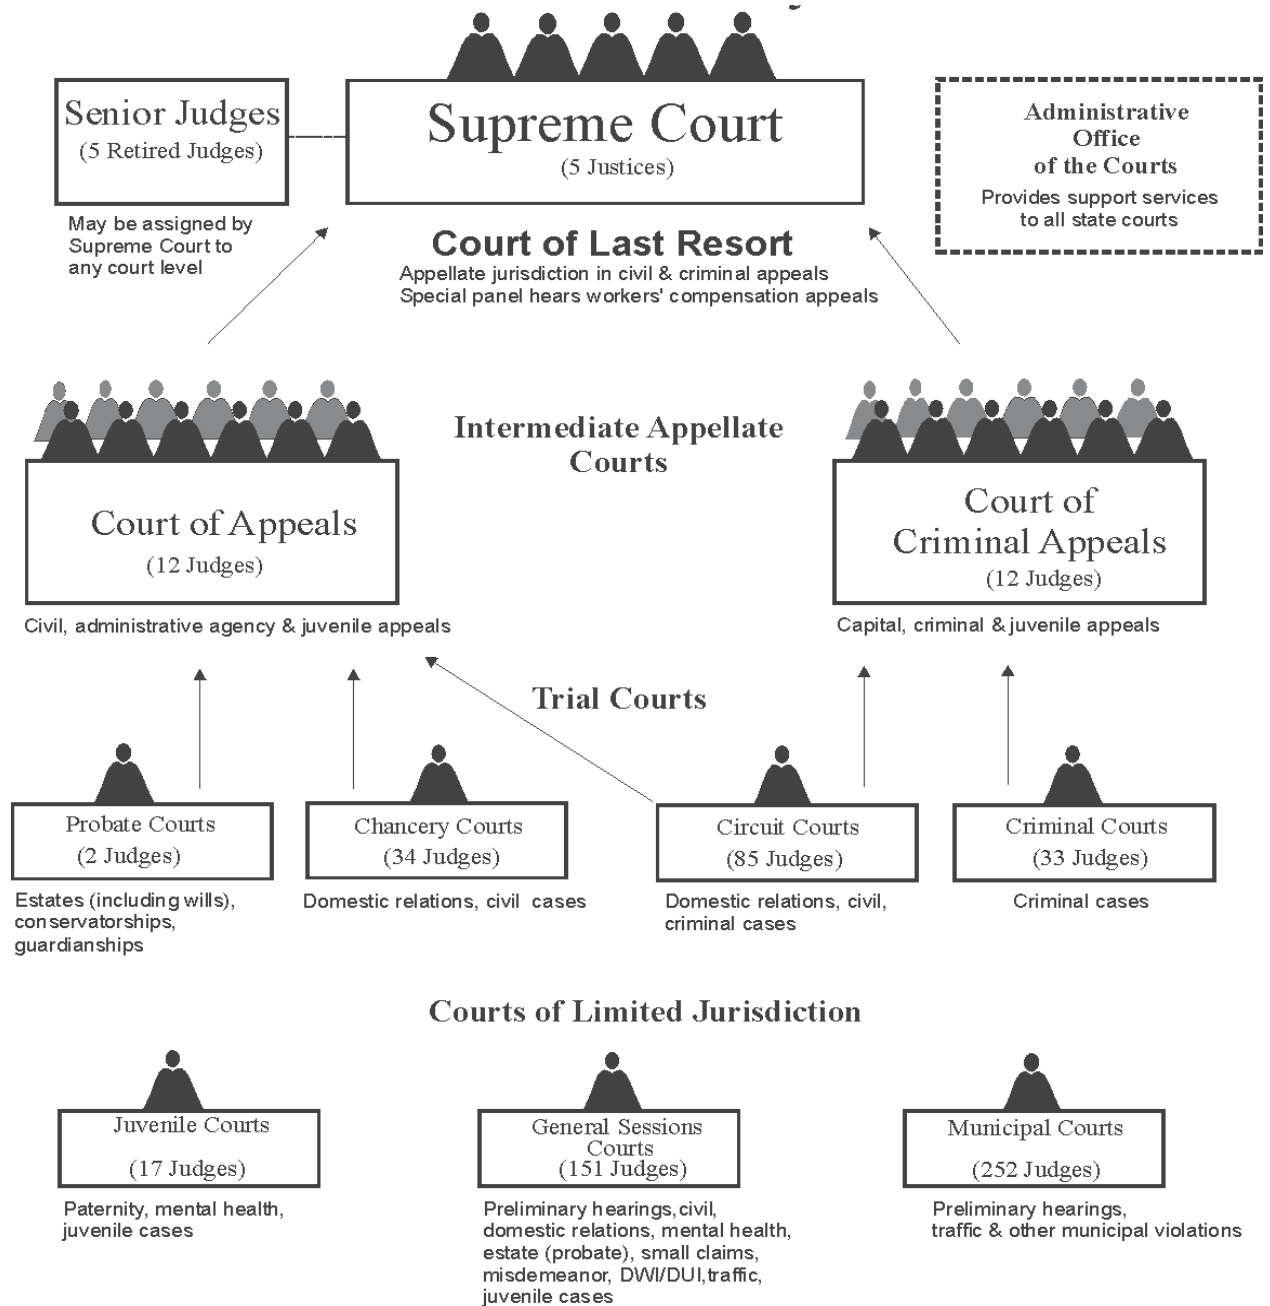 Senior Judges
(5 Retired Judges)
May be assigned by
Supreme Court to
any court level
Supreme Court
(5 Justices)
Court of Last Resort
Appellate jurisdiction in civil & criminal appeals
Special panel hears workers' compensation appeals
Administrative
Office
of the Courts
Provides support services
to all state courts
Intermediate Appellate
Courts
Court of Appeals
(12 Judges)
Civil, administrative agency & juvenile appeals
Court of
Criminal Appeals
(12 Judges)
Capital, criminal & juvenile appeals
Trial Courts
Probate Courts
(2 Judges)
Estates (including wills),
conservatorships,
guardianships
Chancery Courts
(34 Judges)
Domestic relations, civil cases
Circuit Courts
(85 Judges)
Domestic relations, civil,
criminal cases
Criminal Courts
(33 Judges)
Criminal cases
Courts of Limited Jurisdiction
Juvenile Courts
(17 Judges)
Paternity, mental health,
juvenile cases
General Sessions
Courts
(151 Judges)
Preliminary hearings,civil,
domestic relations, mental health,
estate (probate), small claims,
misdemeanor, DWI/DUI,traffic,
juvenile cases
Municipal Courts
(252 Judges)
Preliminary hearings,
traffic & other municipal violations